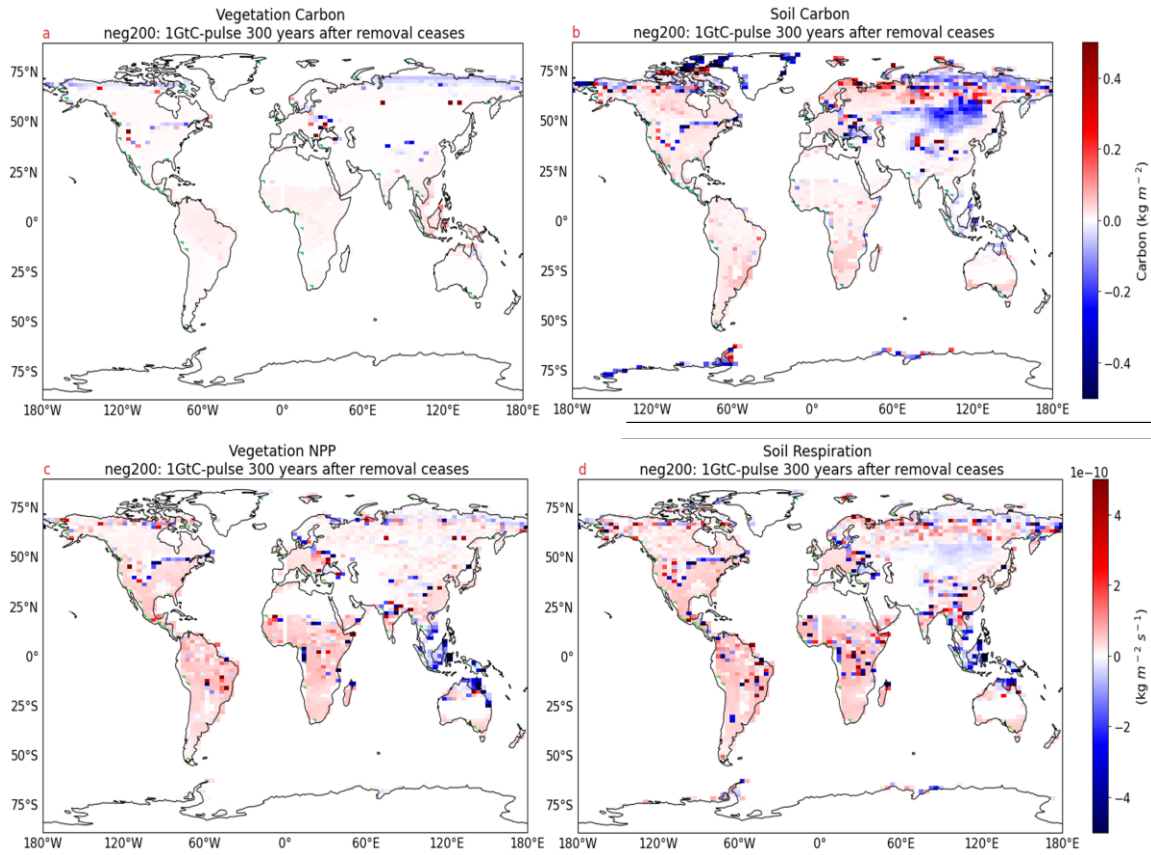 Vegetation Carbon
a neg200: 1GtC-pulse 300 years after removal ceases
75°N
50°N
25°N
0°
25°S
50°S
75°S
180°W 120°W 60°W 0° 60°E 120°E 180°E
Soil Carbon
b neg200: 1GtC-pulse 300 years after removal ceases
75°N
50°N
25°N
0°
25°S
50°S
75°S
180°W 120°W 60°W 0° 60°E 120°E 180°E
0.4
0.2
0.0
−0.2
−0.4
Carbon (kg m⁻²)
Vegetation NPP
c neg200: 1GtC-pulse 300 years after removal ceases
75°N
50°N
25°N
0°
25°S
50°S
75°S
180°W 120°W 60°W 0° 60°E 120°E 180°E
Soil Respiration
d neg200: 1GtC-pulse 300 years after removal ceases
75°N
50°N
25°N
0°
25°S
50°S
75°S
180°W 120°W 60°W 0° 60°E 120°E 180°E
1e-10
4
2
0
−2
−4
(kg m⁻² s⁻¹)